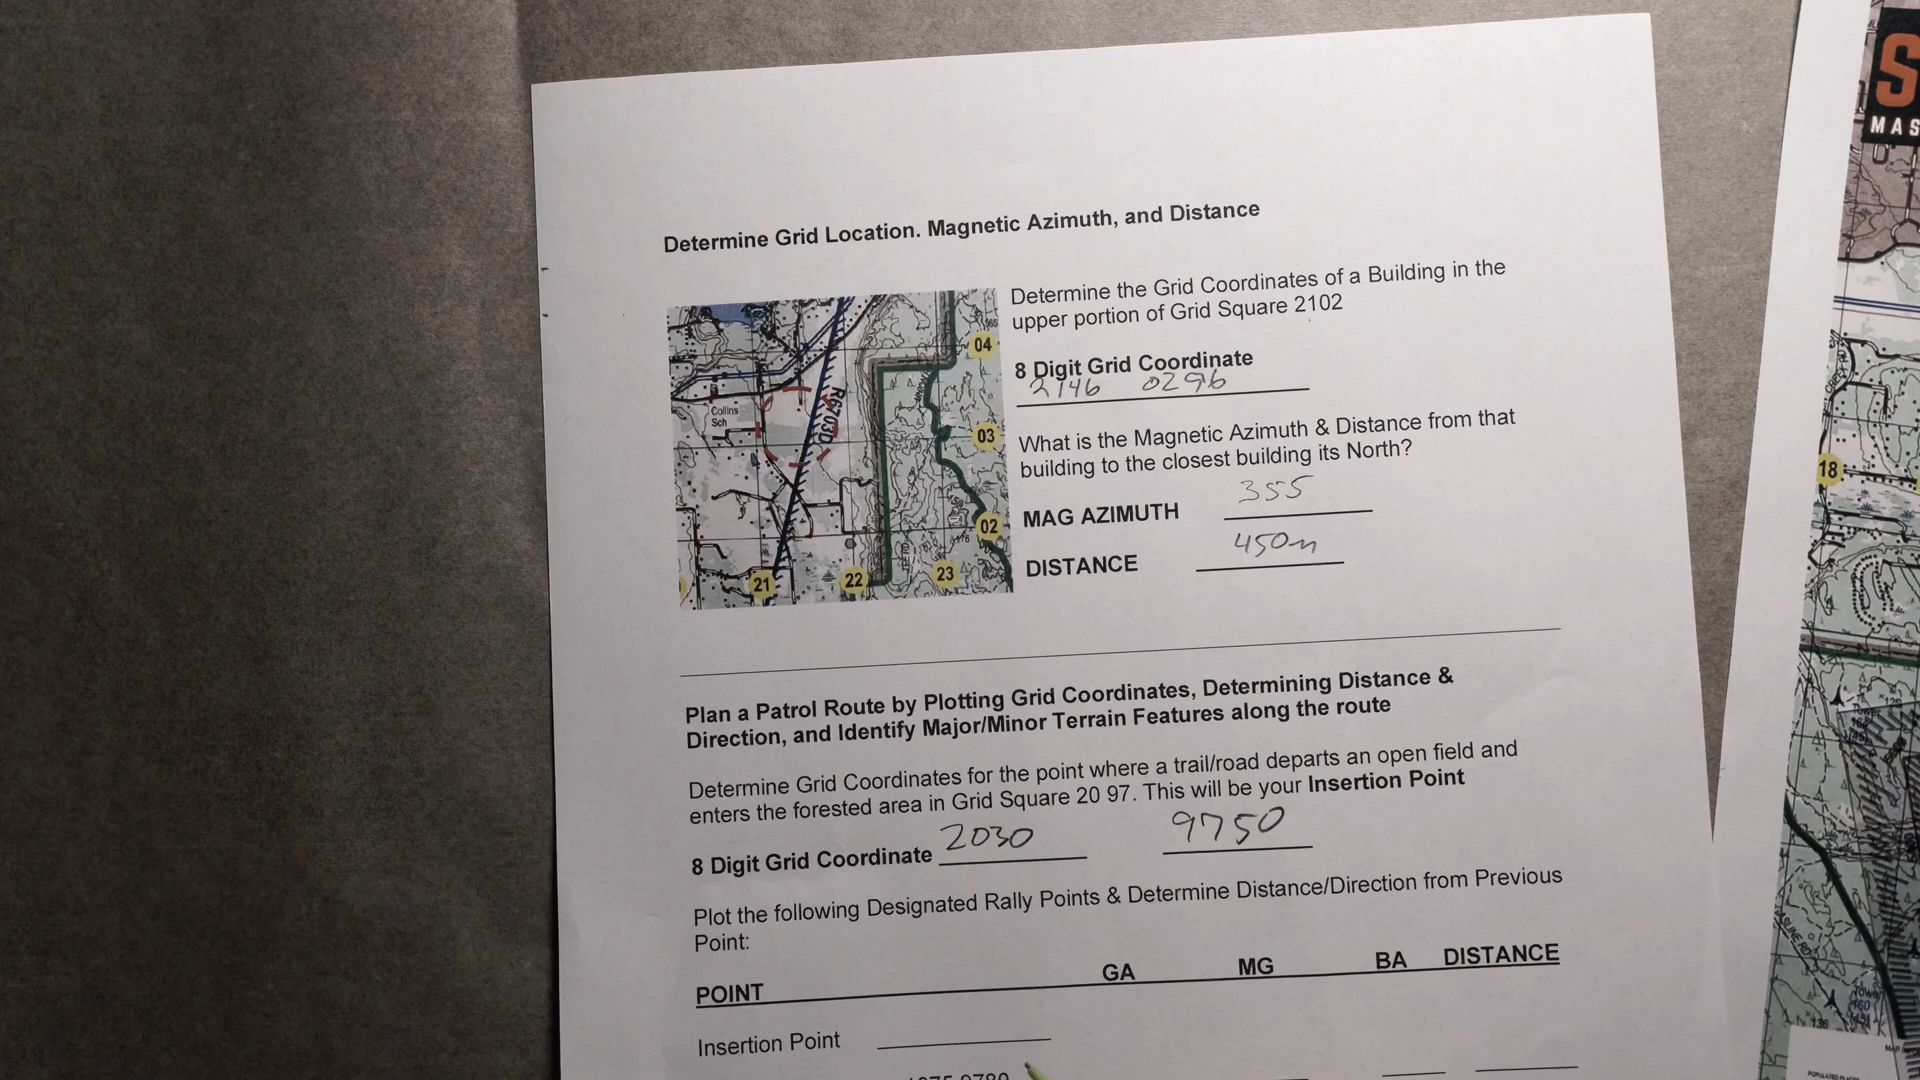 Determine Grid Location. Magnetic Azimuth, and Distance
Determine the Grid Coordinates of a Building in the
upper portion of Grid Square 2102
8 Digit Grid Coordinate
2146 0296
What is the Magnetic Azimuth & Distance from that
building to the closest building its North?
MAG AZIMUTH 355
DISTANCE 450m
Collins
Sch
R6703D
04
03
02
21
22
23
Plan a Patrol Route by Plotting Grid Coordinates, Determining Distance &
Direction, and Identify Major/Minor Terrain Features along the route
Determine Grid Coordinates for the point where a trail/road departs an open field and
enters the forested area in Grid Square 20 97. This will be your Insertion Point
8 Digit Grid Coordinate 2030 9750
Plot the following Designated Rally Points & Determine Distance/Direction from Previous
Point:
POINT GA MG BA DISTANCE
Insertion Point
S
MAS
18